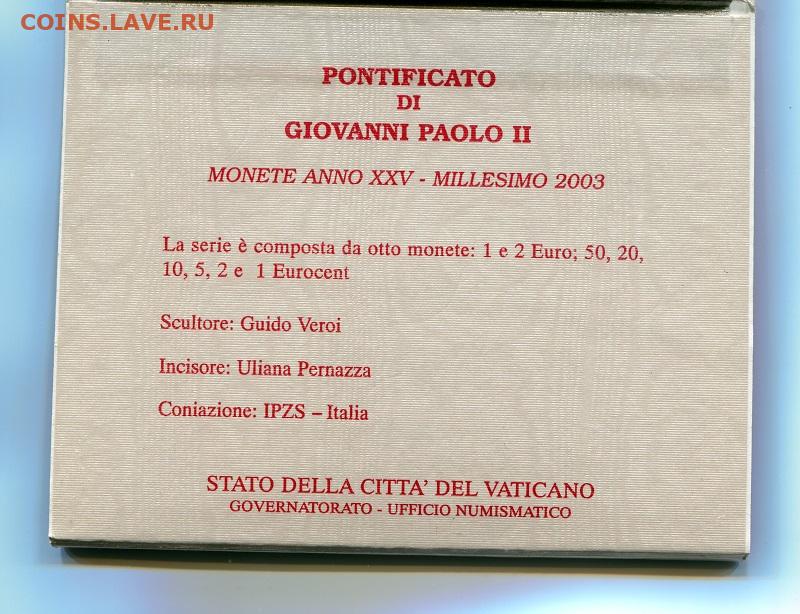 COINS.LAVE.RU
PONTIFICATO
DI
GIOVANNI PAOLO II
MONETE ANNO XXV - MILLESIMO 2003
La serie è composta da otto monete: 1 e 2 Euro; 50, 20,
10, 5, 2 e 1 Eurocent
Scultore: Guido Veroi
Incisore: Uliana Pernazza
Coniazione: IPZS – Italia
STATO DELLA CITTA' DEL VATICANO
GOVERNATORATO - UFFICIO NUMISMATICO